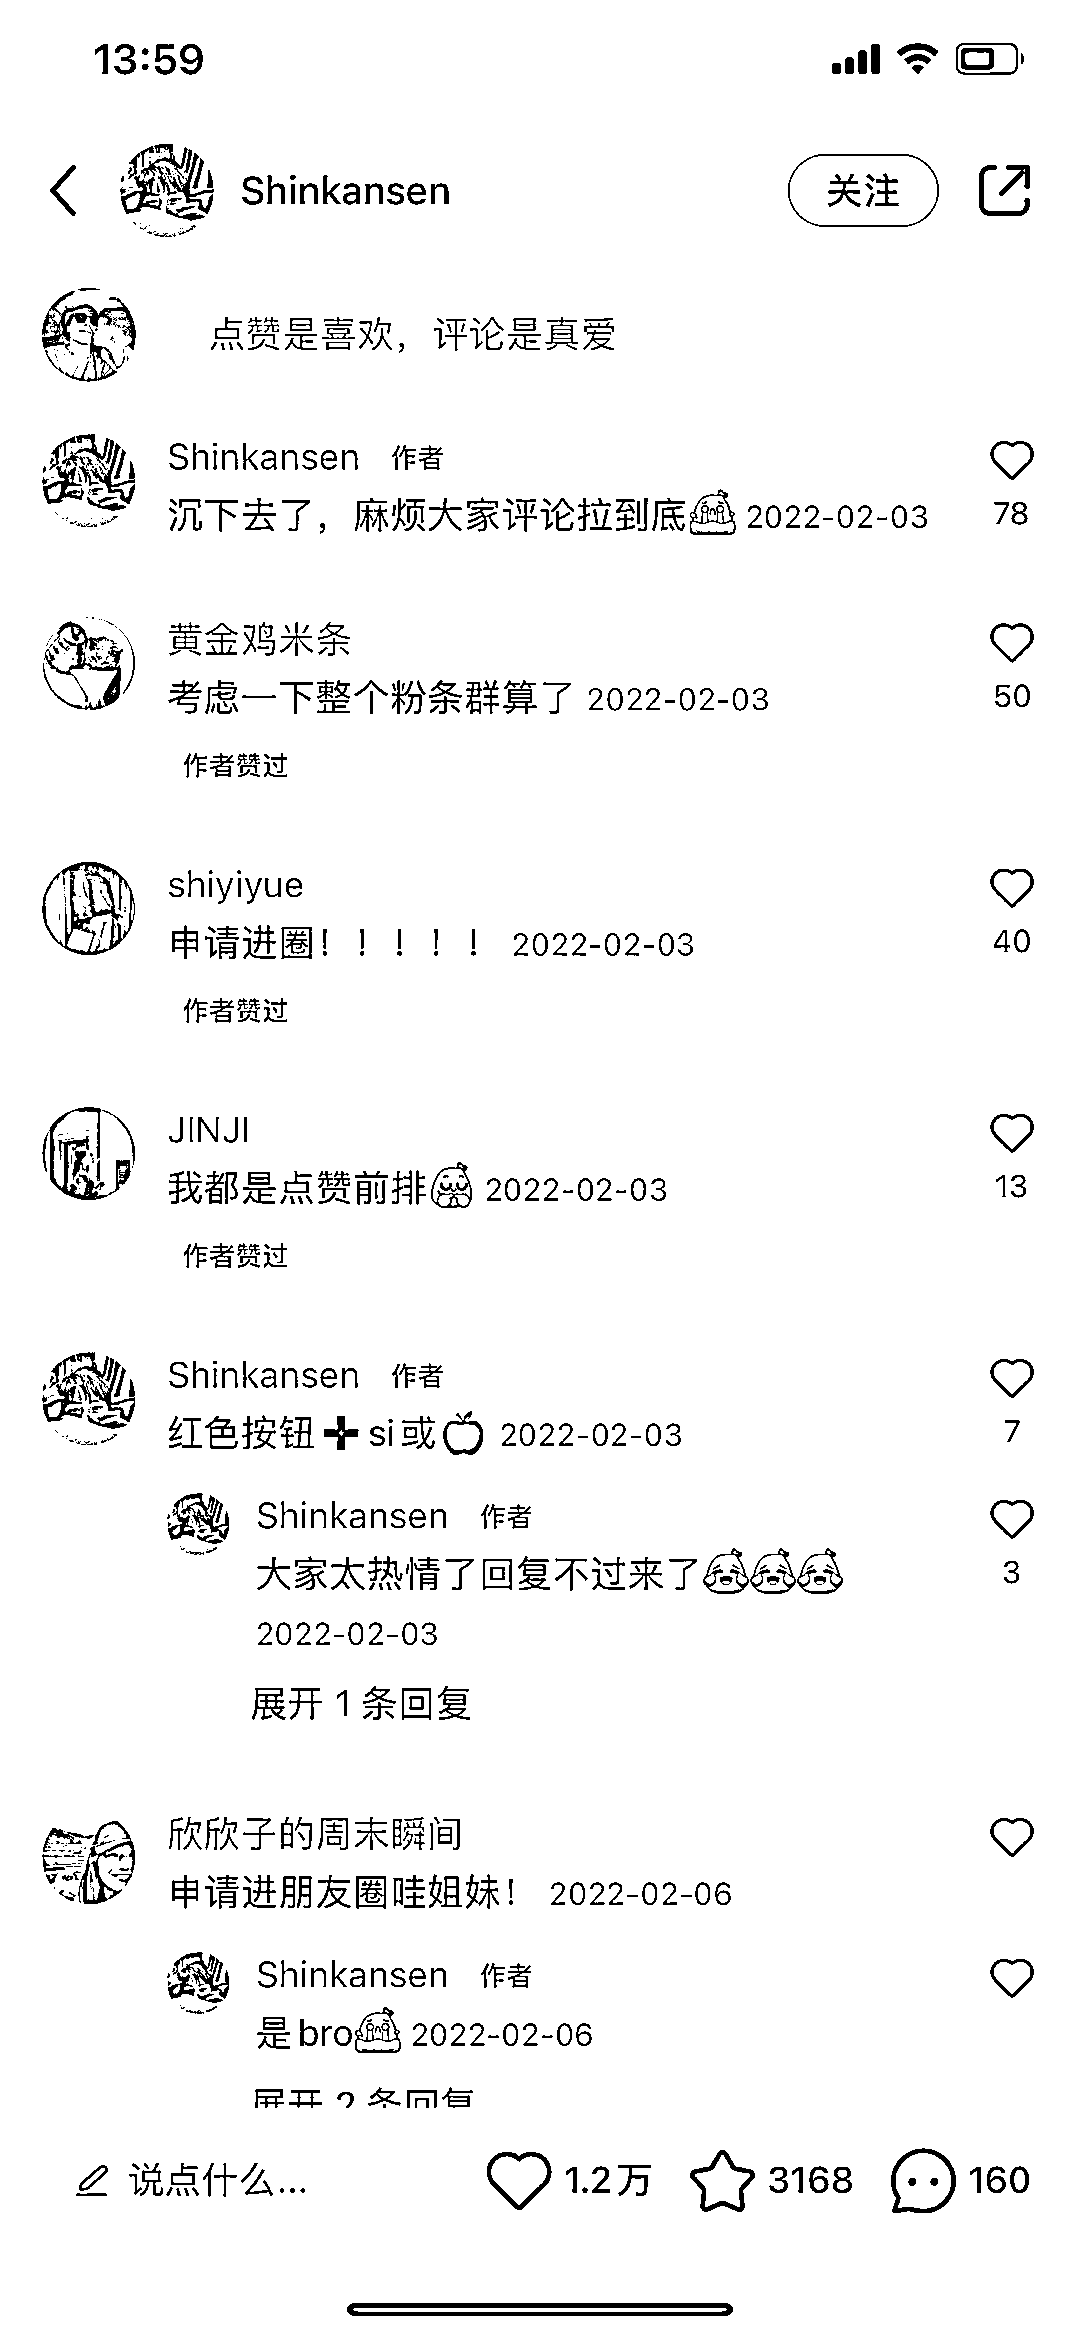 13:59
Shinkansen
关注
点赞是喜欢，评论是真爱
Shinkansen 作者
沉下去了，麻烦大家评论拉到底 2022-02-03
78
黄金鸡米条
考虑一下整个粉条群算了 2022-02-03
50
作者赞过
shiyiyue
申请进圈！！！！！ 2022-02-03
40
作者赞过
JINJI
我都是点赞前排 2022-02-03
13
作者赞过
Shinkansen 作者
红色按钮➕si或🍎 2022-02-03
7
Shinkansen 作者
大家太热情了回复不过来了
3
2022-02-03
展开 1 条回复
欣欣子的周末瞬间
申请进朋友圈哇姐妹！ 2022-02-06
Shinkansen 作者
是bro 2022-02-06
展开 2 条回复
说点什么...
1.2万
3168
160